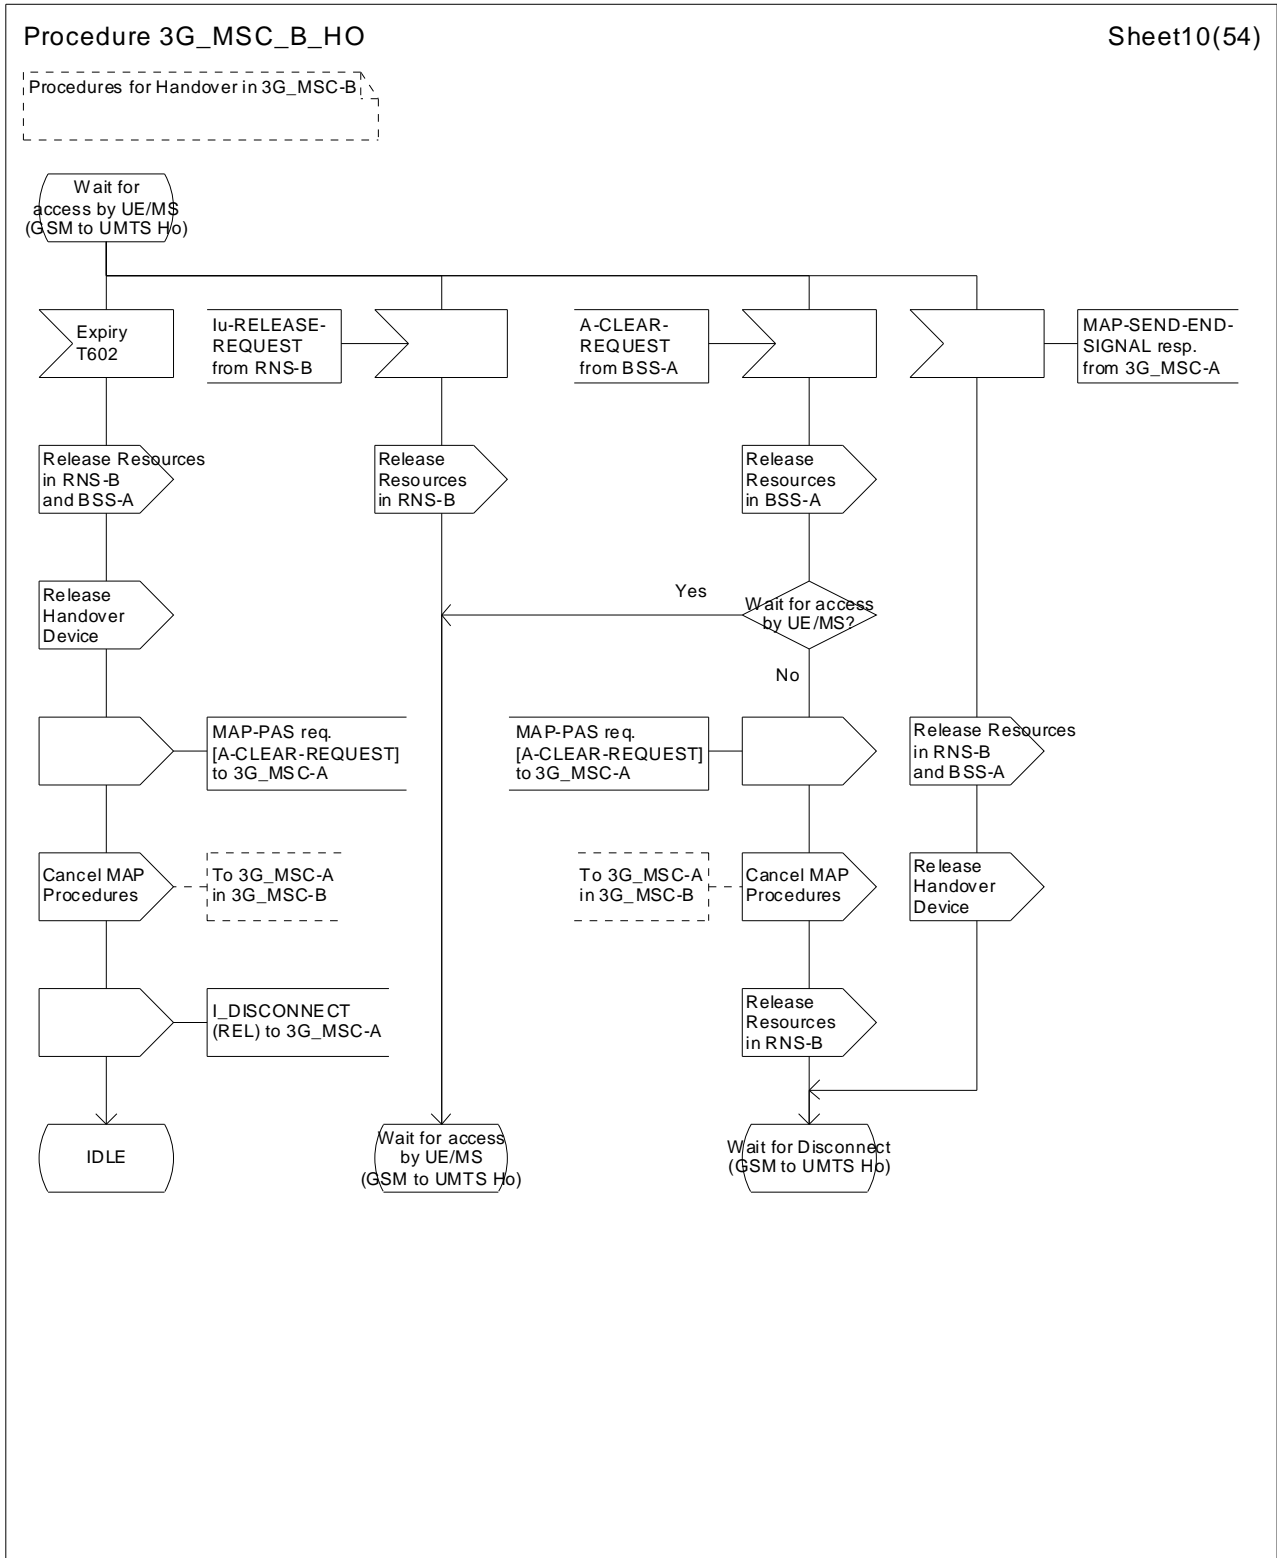 Procedure 3G_MSC_B_HO
Sheet10(54)
Procedures for Handover in 3G_MSC-B
Wait for
access by UE/MS
(GSM to UMTS Ho)
Expiry
T602
Iu-RELEASE-
REQUEST
from RNS-B
A-CLEAR-
REQUEST
from BSS-A
MAP-SEND-END-
SIGNAL resp.
from 3G_MSC-A
Release Resources
in RNS-B
and BSS-A
Release
Resources
in RNS-B
Release
Resources
in BSS-A
Release
Handover
Device
Yes
Wait for access
by UE/MS?
No
MAP-PAS req.
[A-CLEAR-REQUEST]
to 3G_MSC-A
MAP-PAS req.
[A-CLEAR-REQUEST]
to 3G_MSC-A
Release Resources
in RNS-B
and BSS-A
Cancel MAP
Procedures
To 3G_MSC-A
in 3G_MSC-B
To 3G_MSC-A
in 3G_MSC-B
Cancel MAP
Procedures
Release
Handover
Device
I_DISCONNECT
(REL) to 3G_MSC-A
Release
Resources
in RNS-B
IDLE
Wait for access
by UE/MS
(GSM to UMTS Ho)
Wait for Disconnect
(GSM to UMTS Ho)